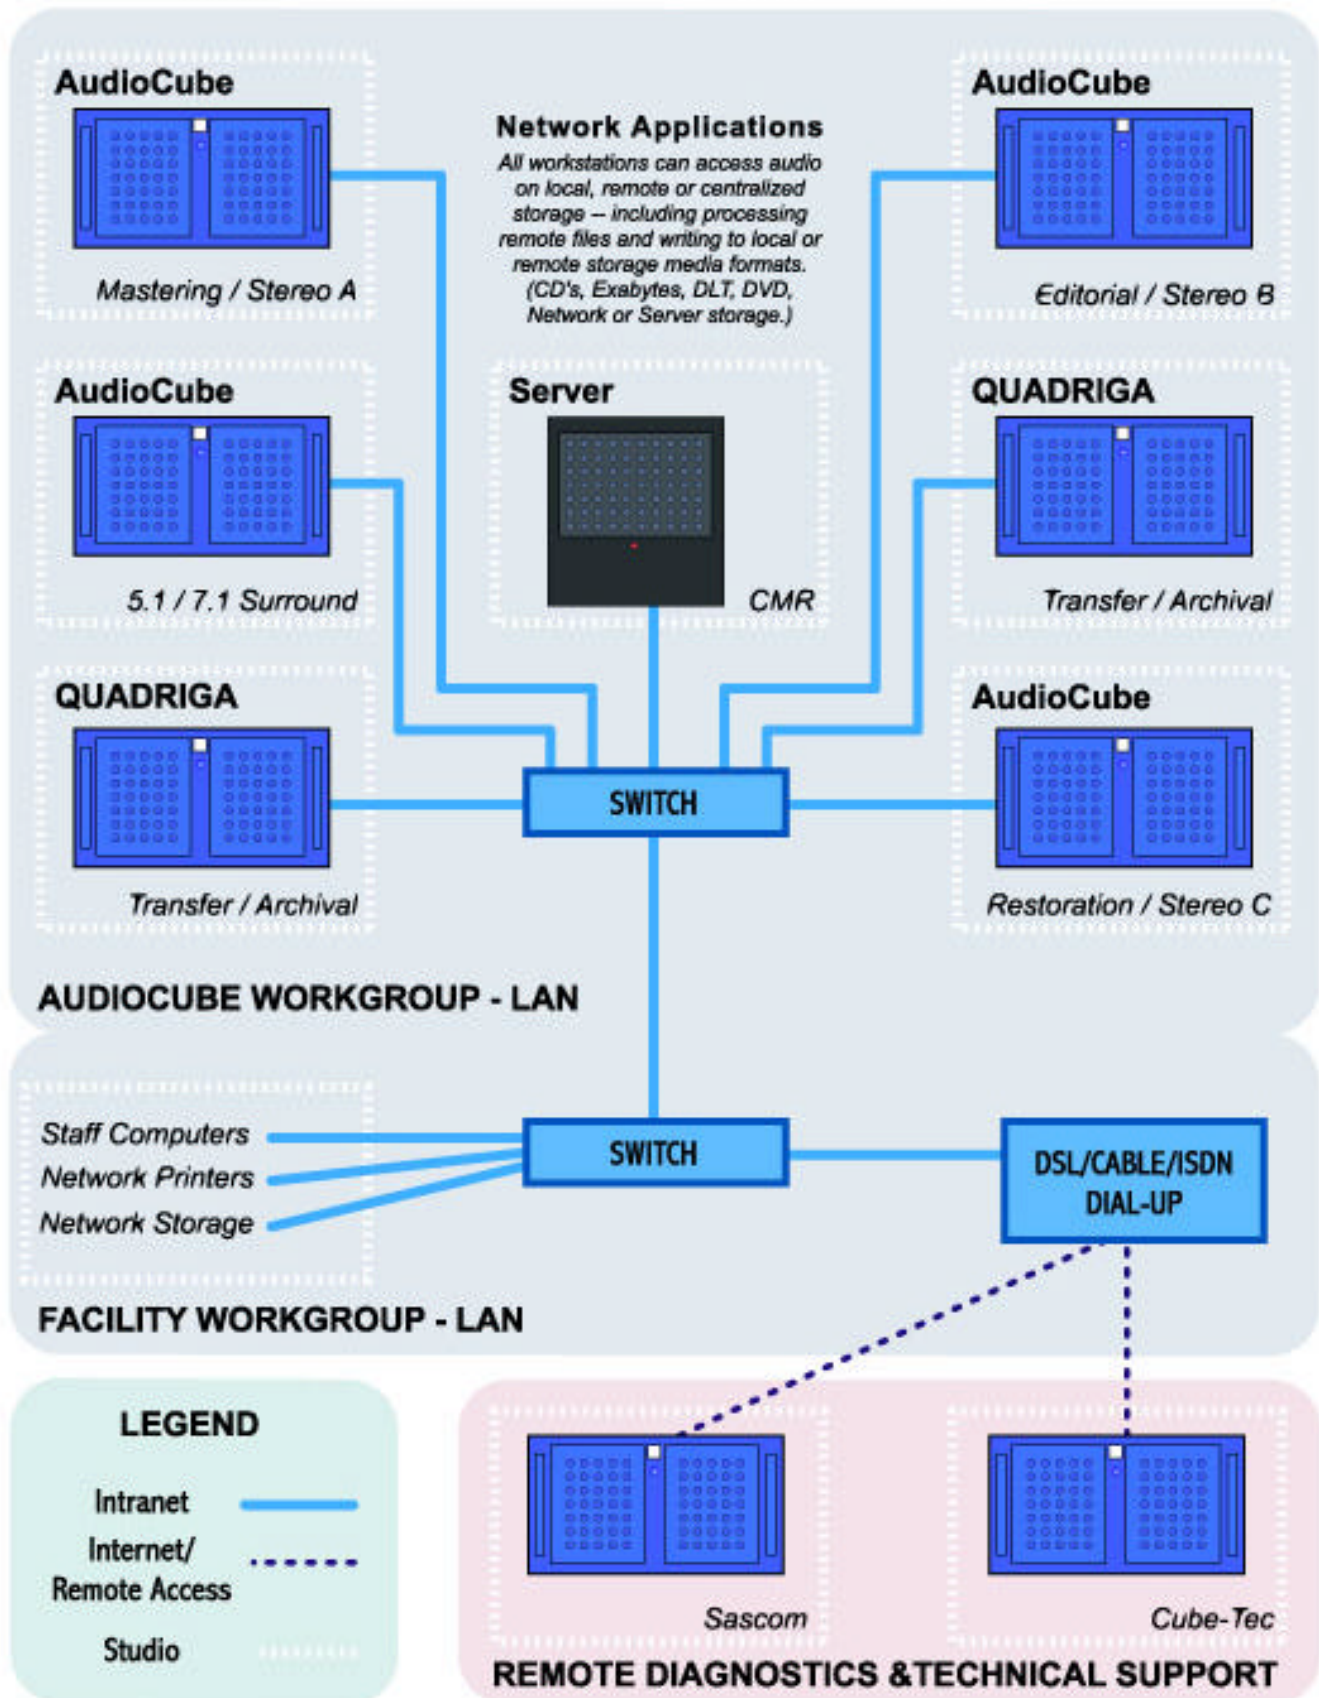 AudioCube
Mastering / Stereo A
Network Applications
All workstations can access audio
on local, remote or centralized
storage – including processing
remote files and writing to local or
remote storage media formats.
(CD's, Exabytes, DLT, DVD,
Network or Server storage.)
AudioCube
Editorial / Stereo B
AudioCube
5.1 / 7.1 Surround
Server
CMR
QUADRIGA
Transfer / Archival
QUADRIGA
Transfer / Archival
SWITCH
AudioCube
Restoration / Stereo C
AUDIOCUBE WORKGROUP - LAN
Staff Computers
Network Printers
Network Storage
SWITCH
DSL/CABLE/ISDN
DIAL-UP
FACILITY WORKGROUP - LAN
LEGEND
Intranet
Internet/
Remote Access
Studio
Sascom
Cube-Tec
REMOTE DIAGNOSTICS &TECHNICAL SUPPORT